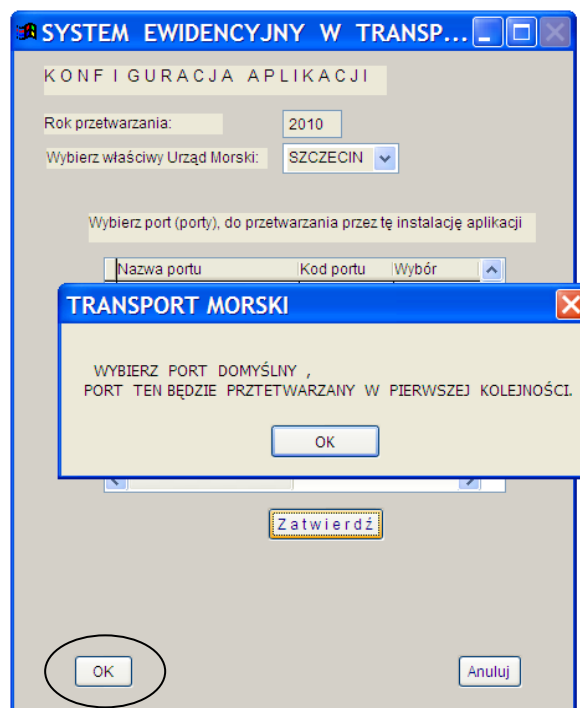 SYSTEM EWIDENCYJNY W TRANSP...
KONFIGURACJA APLIKACJI
Rok przetwarzania: 2010
Wybierz właściwy Urząd Morski: SZCZECIN
Wybierz port (porty), do przetwarzania przez tę instalację aplikacji
Nazwa portu Kod portu Wybór
TRANSPORT MORSKI
WYBIERZ PORT DOMYŚLNY ,
PORT TEN BĘDZIE PRZTETWARZANY W PIERWSZEJ KOLEJNOŚCI.
OK
Zatwierdź
OK Anuluj